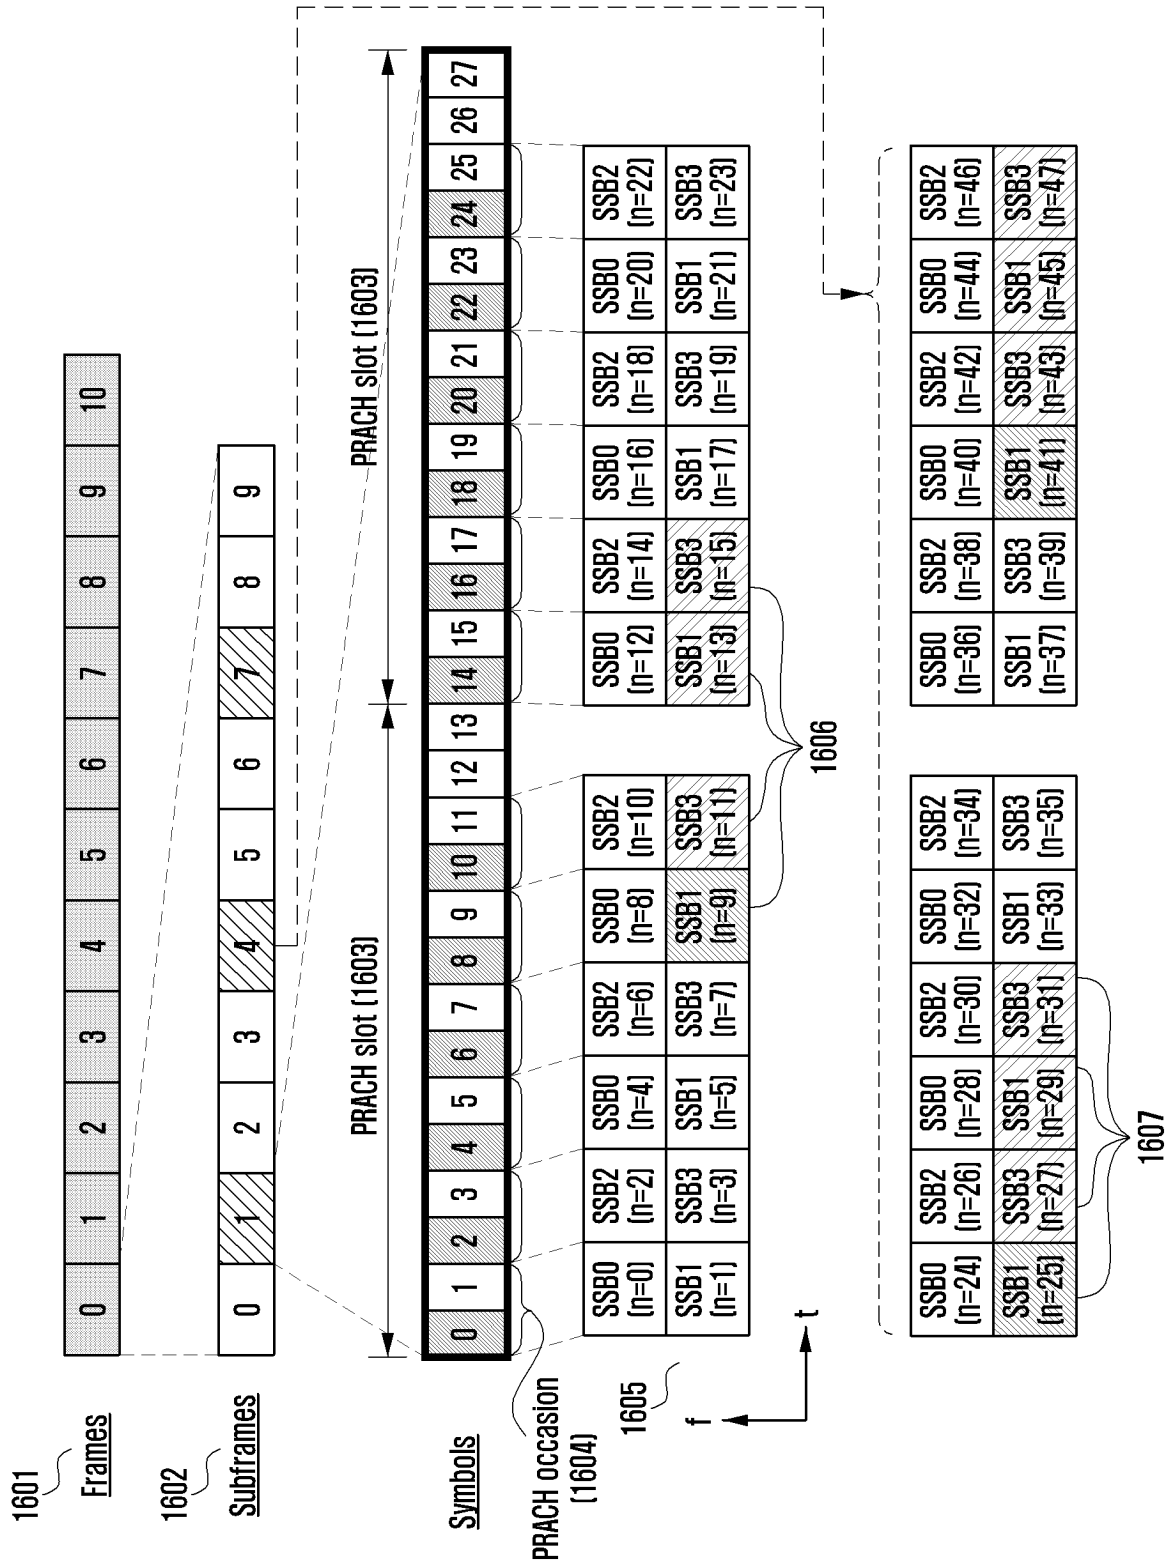 1601
Frames
0 1 2 3 4 5 6 7 8 9 10
1602
Subframes
0 1 2 3 4 5 6 7 8 9
PRACH slot (1603) PRACH slot (1603)
Symbols
0 1 2 3 4 5 6 7 8 9 10 11 12 13 14 15 16 17 18 19 20 21 22 23 24 25 26 27
PRACH occasion
(1604)
1605
f
t
SSB0 SSB2 SSB0 SSB2 SSB0 SSB2 SSB0 SSB2 SSB0 SSB2 SSB0 SSB2
(n=0) (n=2) (n=4) (n=6) (n=8) (n=10) (n=12) (n=14) (n=16) (n=18) (n=20) (n=22)
SSB1 SSB3 SSB1 SSB3 SSB1 SSB3 SSB1 SSB3 SSB1 SSB3 SSB1 SSB3
(n=1) (n=3) (n=5) (n=7) (n=9) (n=11) (n=13) (n=15) (n=17) (n=19) (n=21) (n=23)
1606
SSB0 SSB2 SSB0 SSB2 SSB0 SSB2 SSB0 SSB2 SSB0 SSB2 SSB0 SSB2
(n=24) (n=26) (n=28) (n=30) (n=32) (n=34) (n=36) (n=38) (n=40) (n=42) (n=44) (n=46)
SSB1 SSB3 SSB1 SSB3 SSB1 SSB3 SSB1 SSB3 SSB1 SSB3 SSB1 SSB3
(n=25) (n=27) (n=29) (n=31) (n=33) (n=35) (n=37) (n=39) (n=41) (n=43) (n=45) (n=47)
1607